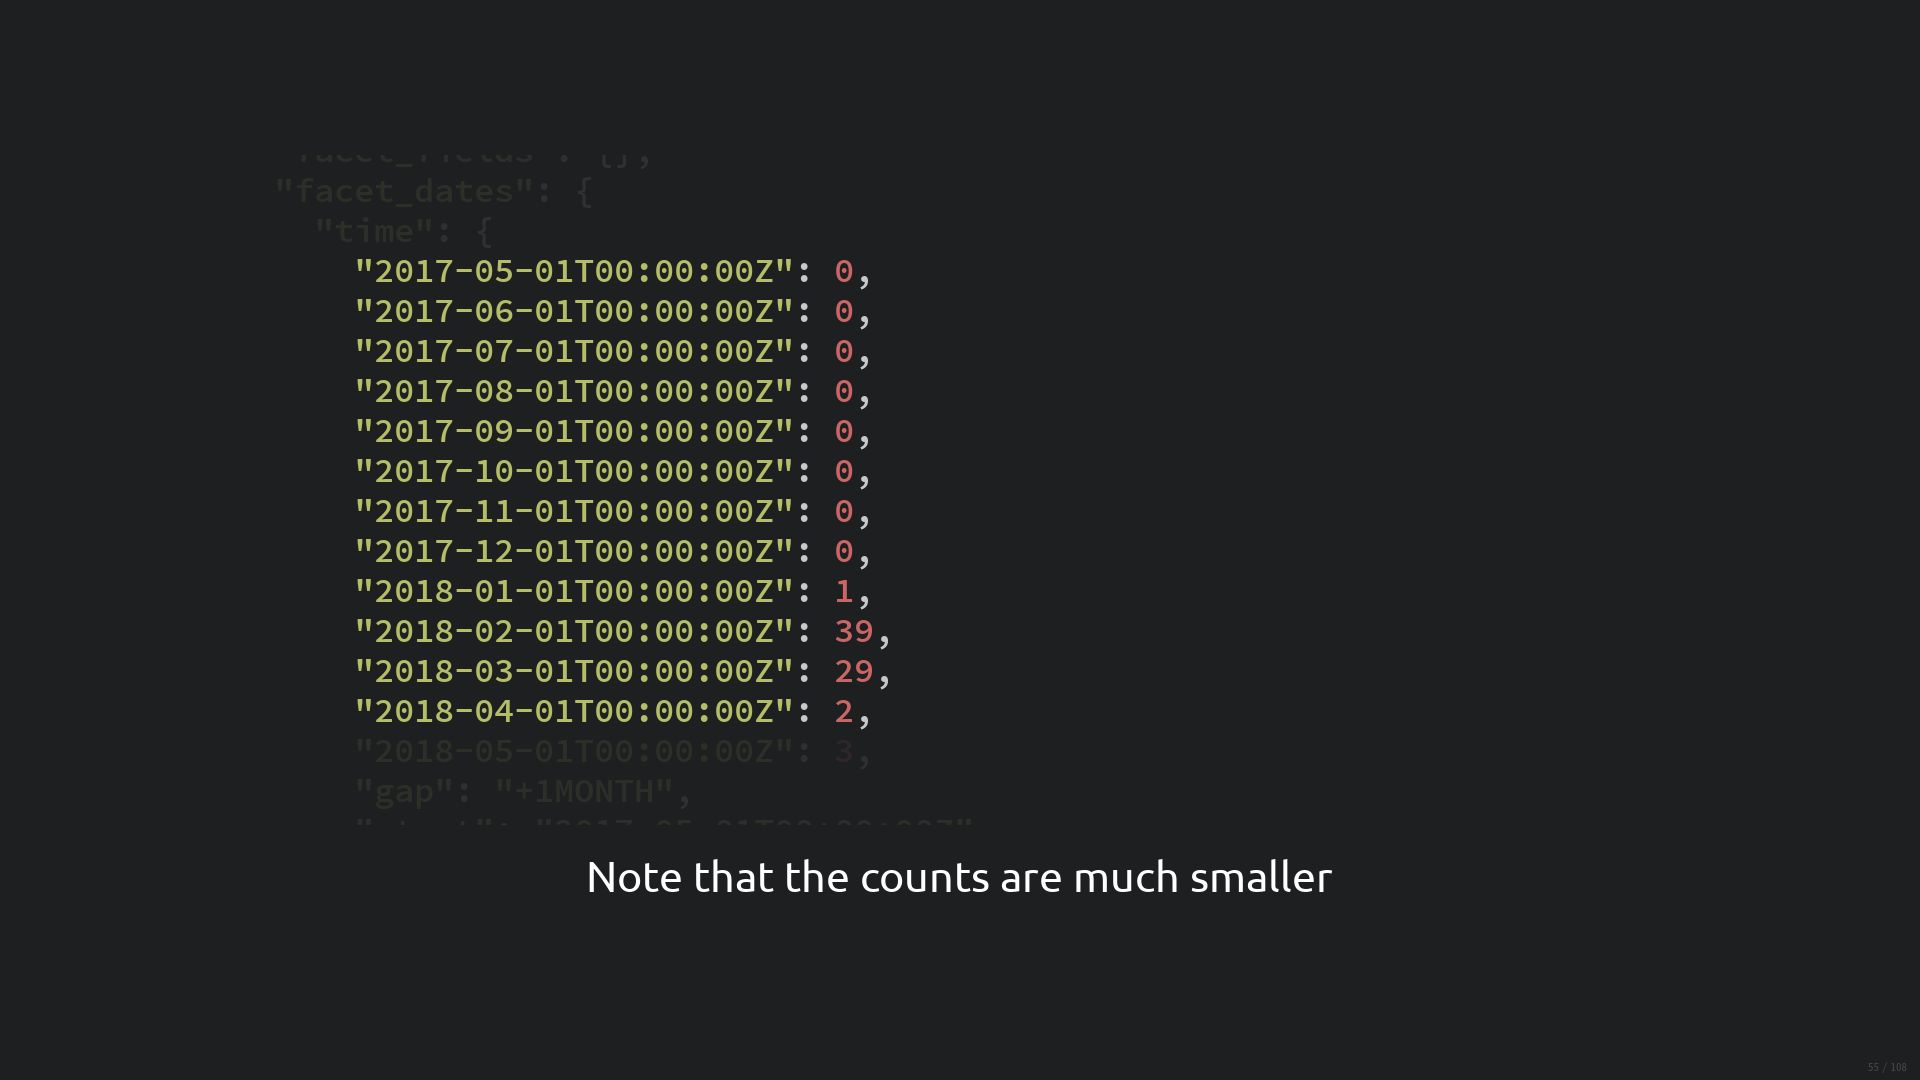 "facet_fields": {},
"facet_dates": {
"time": {
"2017-05-01T00:00:00Z": 0,
"2017-06-01T00:00:00Z": 0,
"2017-07-01T00:00:00Z": 0,
"2017-08-01T00:00:00Z": 0,
"2017-09-01T00:00:00Z": 0,
"2017-10-01T00:00:00Z": 0,
"2017-11-01T00:00:00Z": 0,
"2017-12-01T00:00:00Z": 0,
"2018-01-01T00:00:00Z": 1,
"2018-02-01T00:00:00Z": 39,
"2018-03-01T00:00:00Z": 29,
"2018-04-01T00:00:00Z": 2,
"2018-05-01T00:00:00Z": 3,
"gap": "+1MONTH",
Note that the counts are much smaller
55 / 108